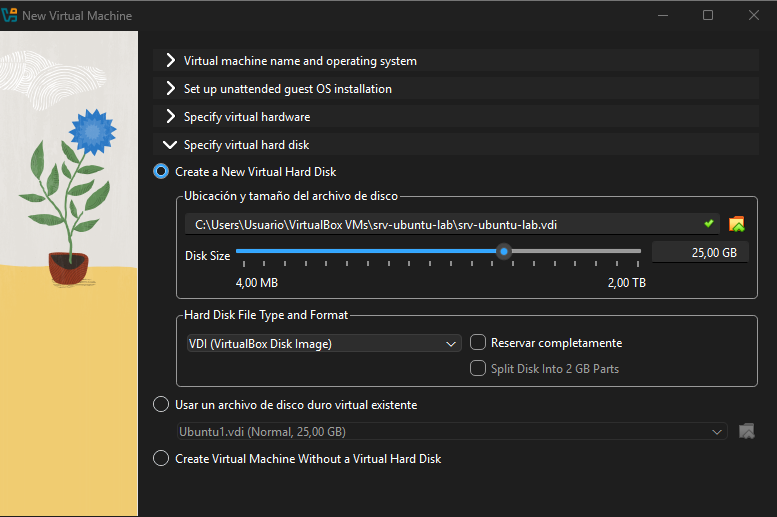 New Virtual Machine
Virtual machine name and operating system
Set up unattended guest OS installation
Specify virtual hardware
Specify virtual hard disk
Create a New Virtual Hard Disk
Ubicación y tamaño del archivo de disco
C:\Users\Usuario\VirtualBox VMs\srv-ubuntu-lab\srv-ubuntu-lab.vdi
Disk Size 25,00 GB
4,00 MB 2,00 TB
Hard Disk File Type and Format
VDI (VirtualBox Disk Image) Reservar completamente
Split Disk Into 2 GB Parts
Usar un archivo de disco duro virtual existente
Ubuntu1.vdi (Normal, 25,00 GB)
Create Virtual Machine Without a Virtual Hard Disk